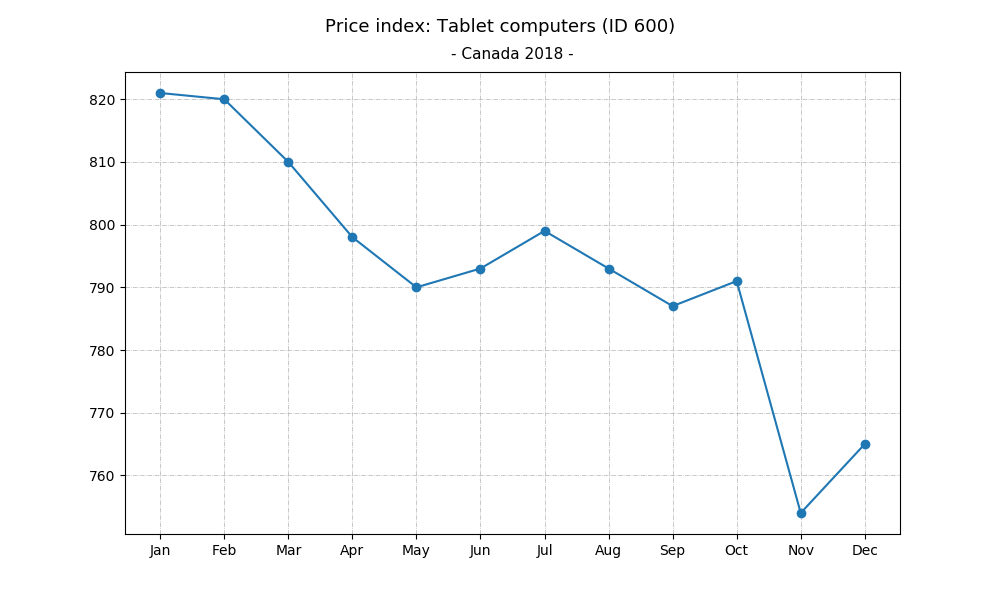 Price index: Tablet computers (ID 600)
- Canada 2018 -
820
810
800
790
780
770
760
Jan Feb Mar Apr May Jun Jul Aug Sep Oct Nov Dec